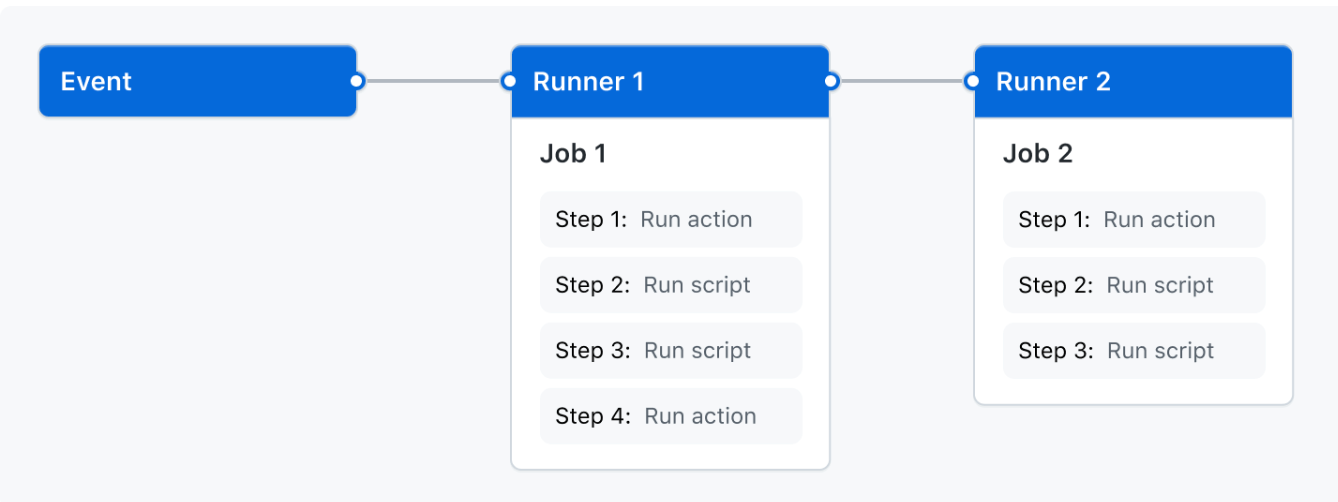 Event
Runner 1
Job 1
Step 1: Run action
Step 2: Run script
Step 3: Run script
Step 4: Run action
Runner 2
Job 2
Step 1: Run action
Step 2: Run script
Step 3: Run script